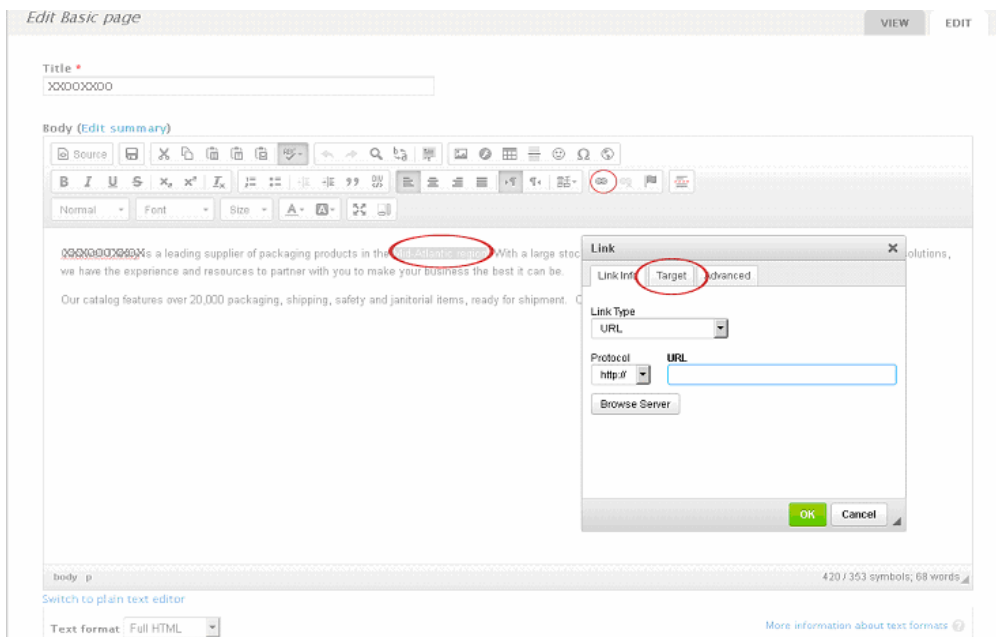 Edit Basic page
VIEW
EDIT
Title *
XXOOXXOO
Body (Edit summary)
Source
Normal
Font
Size
is a leading supplier of packaging products in the Mid-Atlantic region. With a large stoc
olutions,
we have the experience and resources to partner with you to make your business the best it can be.
Our catalog features over 20,000 packaging, shipping, safety and janitorial items, ready for shipment.
Link
Link Info
Target
Advanced
Link Type
URL
Protocol
URL
http://
Browse Server
OK
Cancel
body p
420 / 353 symbols; 68 words
Switch to plain text editor
Text format Full HTML
More information about text formats